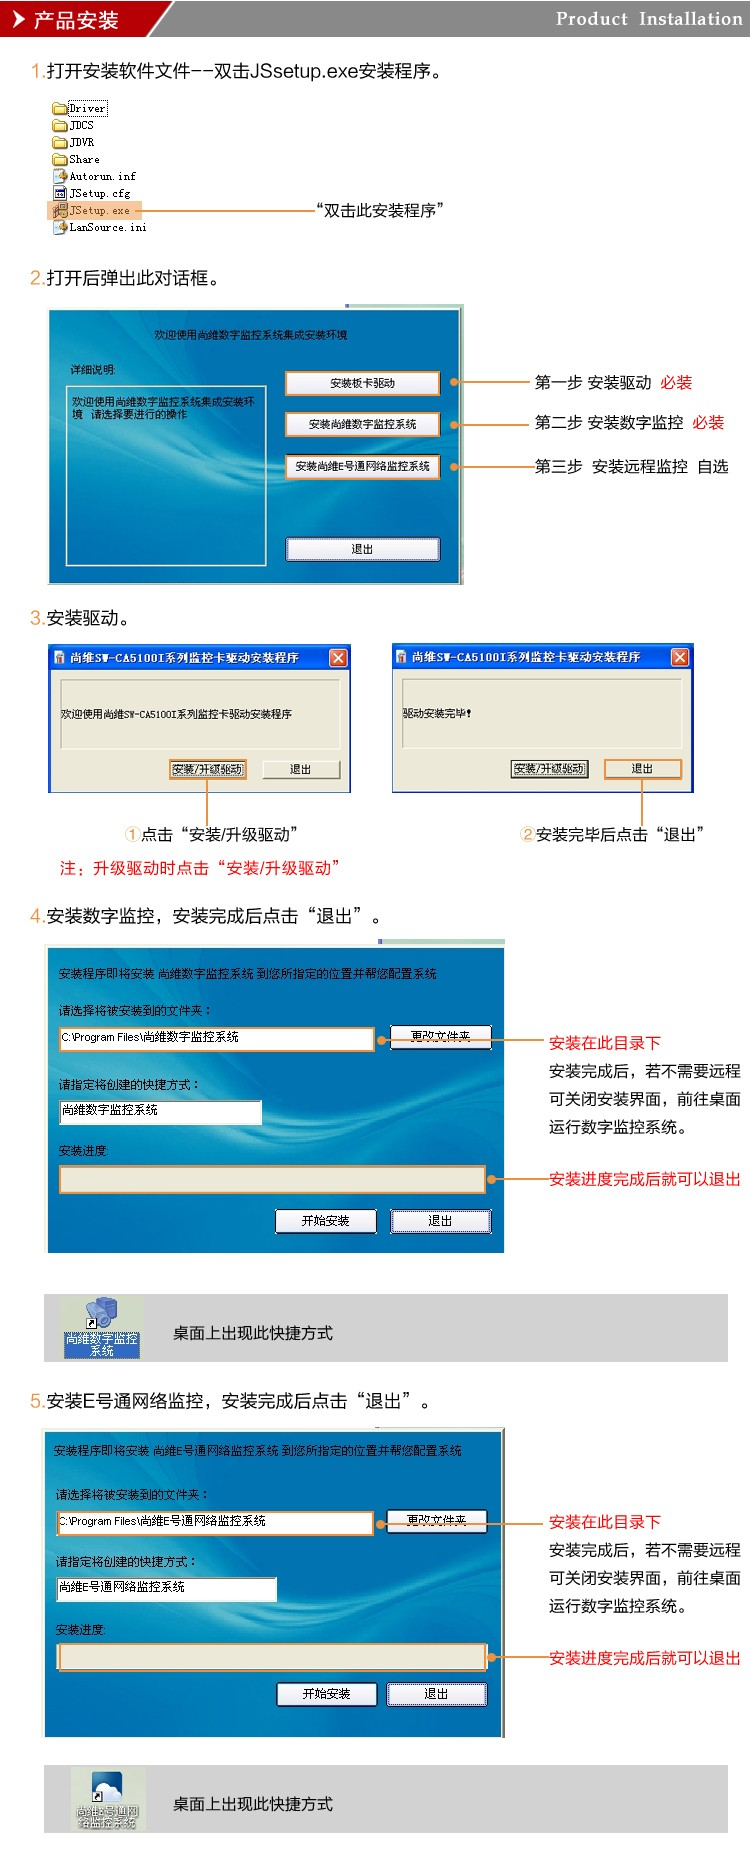 产品安装
Product Installation
1.打开安装软件文件--双击JSsetup.exe安装程序。
Driver
JDCS
JDVR
Share
Autorun.inf
JSetup.cfg
JSetup.exe
“双击此安装程序”
LanSource.ini
2.打开后弹出此对话框。
欢迎使用尚维数字监控系统集成安装环境
详细说明:
欢迎使用尚维数字监控系统集成安装环
境 请选择要进行的操作
安装板卡驱动
第一步 安装驱动 必装
安装尚维数字监控系统
第二步 安装数字监控 必装
安装尚维E号通网络监控系统
第三步 安装远程监控 自选
退出
3.安装驱动。
尚维SW-CA5100I系列监控卡驱动安装程序
欢迎使用尚维SW-CA5100I系列监控卡驱动安装程序
安装/升级驱动
退出
尚维SW-CA5100I系列监控卡驱动安装程序
驱动安装完毕!
安装/升级驱动
退出
①点击“安装/升级驱动”
②安装完毕后点击“退出”
注：升级驱动时点击“安装/升级驱动”
4.安装数字监控，安装完成后点击“退出”。
安装程序即将安装 尚维数字监控系统 到您所指定的位置并帮您配置系统
请选择将被安装到的文件夹：
C:\Program Files\尚维数字监控系统
更改文件夹
请指定将创建的快捷方式：
尚维数字监控系统
安装进度:
开始安装
退出
安装在此目录下
安装完成后，若不需要远程
可关闭安装界面，前往桌面
运行数字监控系统。
安装进度完成后就可以退出
尚维数字监控
系统
桌面上出现此快捷方式
5.安装E号通网络监控，安装完成后点击“退出”。
安装程序即将安装 尚维E号通网络监控系统 到您所指定的位置并帮您配置系统
请选择将被安装到的文件夹：
C:\Program Files\尚维E号通网络监控系统
更改文件夹
请指定将创建的快捷方式：
尚维E号通网络监控系统
安装进度:
开始安装
退出
安装在此目录下
安装完成后，若不需要远程
可关闭安装界面，前往桌面
运行数字监控系统。
安装进度完成后就可以退出
尚维E号通网
络监控系统
桌面上出现此快捷方式